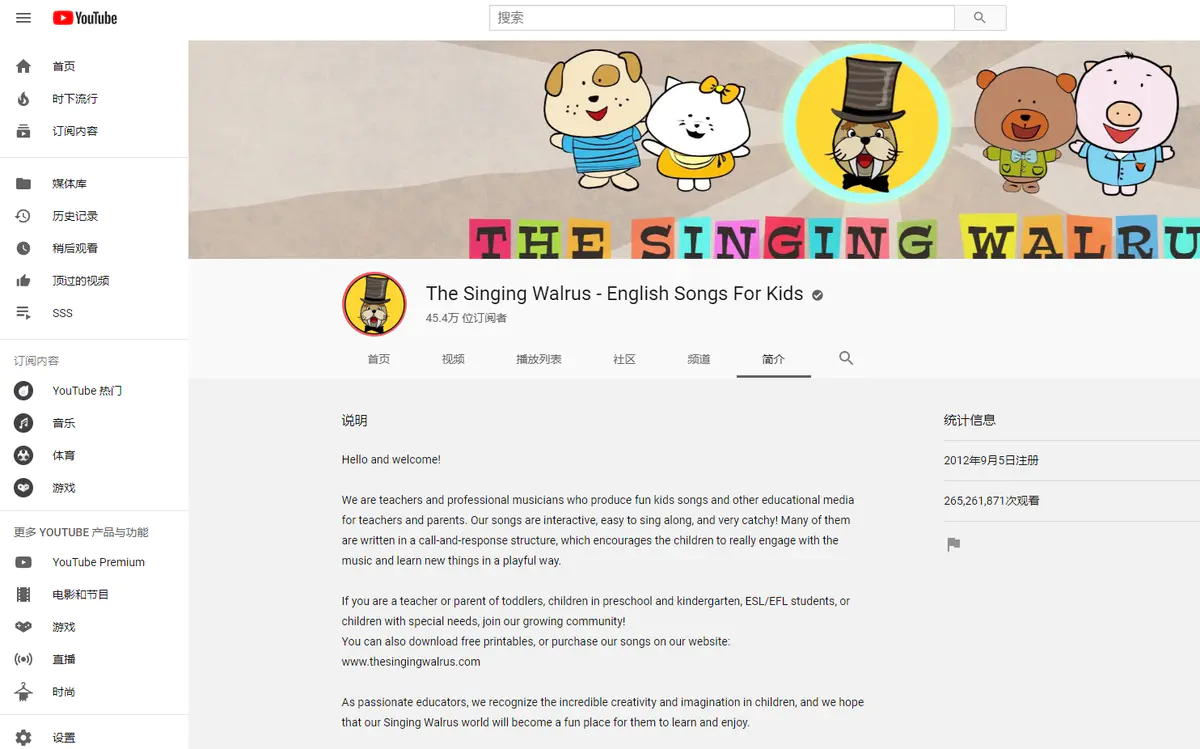 YouTube
搜索
首页
时下流行
订阅内容
媒体库
历史记录
稍后观看
顶过的视频
SSS
订阅内容
YouTube 热门
音乐
体育
游戏
更多 YOUTUBE 产品与功能
YouTube Premium
电影和节目
游戏
直播
时尚
设置
THE SINGING WALRU
The Singing Walrus - English Songs For Kids
45.4万 位订阅者
首页 视频 播放列表 社区 频道 简介
说明
Hello and welcome!
We are teachers and professional musicians who produce fun kids songs and other educational media
for teachers and parents. Our songs are interactive, easy to sing along, and very catchy! Many of them
are written in a call-and-response structure, which encourages the children to really engage with the
music and learn new things in a playful way.
If you are a teacher or parent of toddlers, children in preschool and kindergarten, ESL/EFL students, or
children with special needs, join our growing community!
You can also download free printables, or purchase our songs on our website:
www.thesingingwalrus.com
As passionate educators, we recognize the incredible creativity and imagination in children, and we hope
that our Singing Walrus world will become a fun place for them to learn and enjoy.
统计信息
2012年9月5日注册
265,261,871次观看